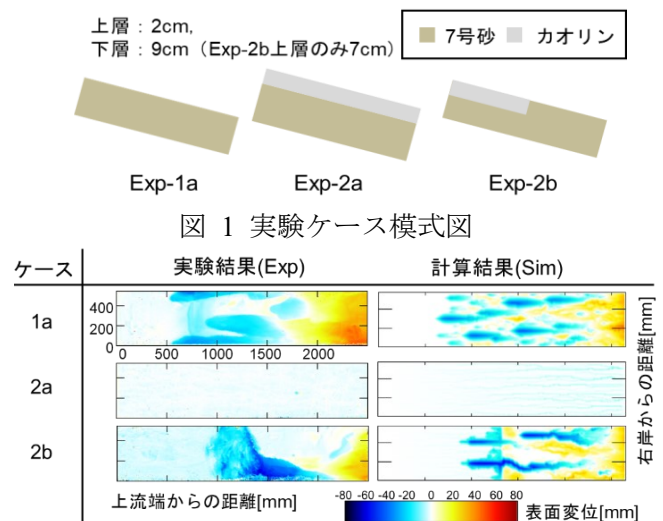 上層：2cm,
下層：9cm（Exp-2b上層のみ7cm）
7号砂 カオリン
Exp-1a Exp-2a Exp-2b
図 1 実験ケース模式図
ケース 実験結果(Exp) 計算結果(Sim)
1a
400
200
0
0 500 1000 1500 2000
2a
2b
右岸からの距離[mm]
上流端からの距離[mm]
-80 -60 -40 -20 0 20 40 60 80
表面変位[mm]